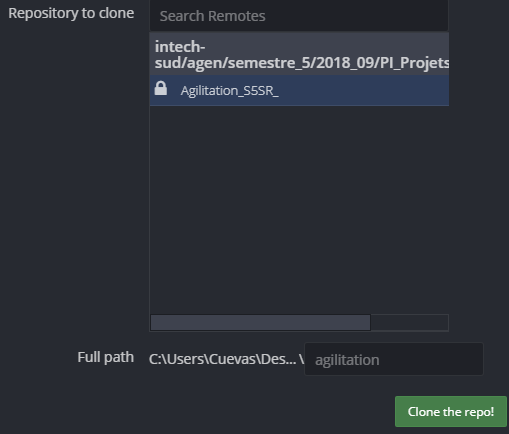 Repository to clone
Search Remotes
intech-
sud/agen/semestre_5/2018_09/PI_Projets
Agilitation_S5SR_
Full path C:\Users\Cuevas\Des... \ agilitation
Clone the repo!